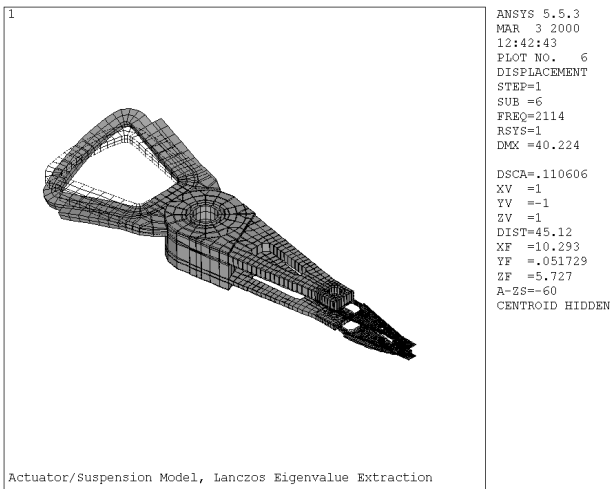 1
ANSYS 5.5.3
MAR 3 2000
12:42:43
PLOT NO. 6
DISPLACEMENT
STEP=1
SUB =6
FREQ=2114
RSYS=1
DMX =40.224
DSCA=.110606
XV =1
YV =-1
ZV =1
DIST=45.12
XF =10.293
YF =.051729
ZF =5.727
A-ZS=-60
CENTROID HIDDEN
Actuator/Suspension Model, Lanczos Eigenvalue Extraction